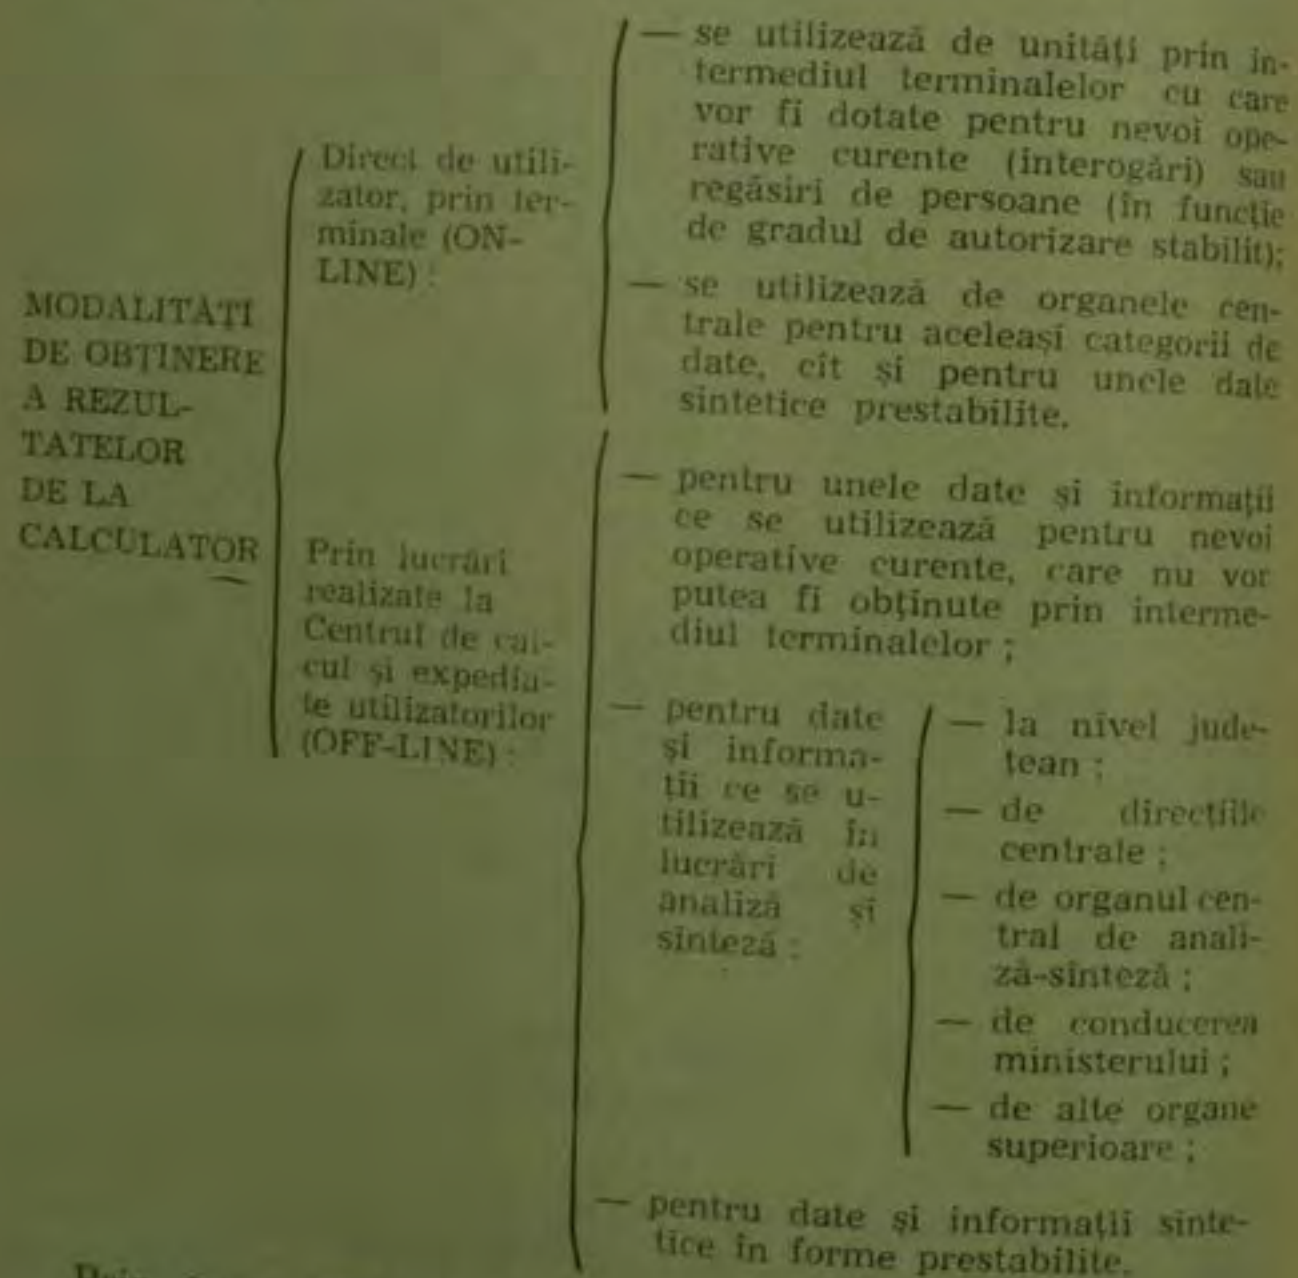 MODALITĂȚI
DE OBȚINERE
A REZUL-
TATELOR
DE LA
CALCULATOR
Direct de utili-
zator, prin ter-
minale (ON-
LINE) :
— se utilizează de unități prin in-
termediul terminalelor cu care
vor fi dotate pentru nevoi ope-
rative curente (interogări) sau
regăsiri de persoane (în funcție
de gradul de autorizare stabilit);
— se utilizează de organele cen-
trale pentru aceleași categorii de
date, cît și pentru unele date
sintetice prestabilite.
Prin lucrări
realizate la
Centrul de cal-
cul și expedia-
te utilizatorilor
(OFF-LINE) :
— pentru unele date și informații
ce se utilizează pentru nevoi
operative curente, care nu vor
putea fi obținute prin interme-
diul terminalelor ;
— pentru date
și informa-
ții ce se u-
tilizează în
lucrări de
analiză și
sinteză :
— la nivel jude-
țean ;
— de direcțiile
centrale ;
— de organul cen-
tral de anali-
ză-sinteză ;
— de conducerea
ministerului ;
— de alte organe
superioare ;
— pentru date și informații sinte-
tice în forme prestabilite.